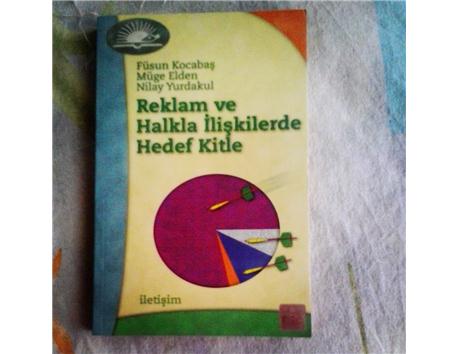 Füsun Kocabaş
Müge Elden
Nilay Yurdakul
Reklam ve
Halkla İlişkilerde
Hedef Kitle
iletişim